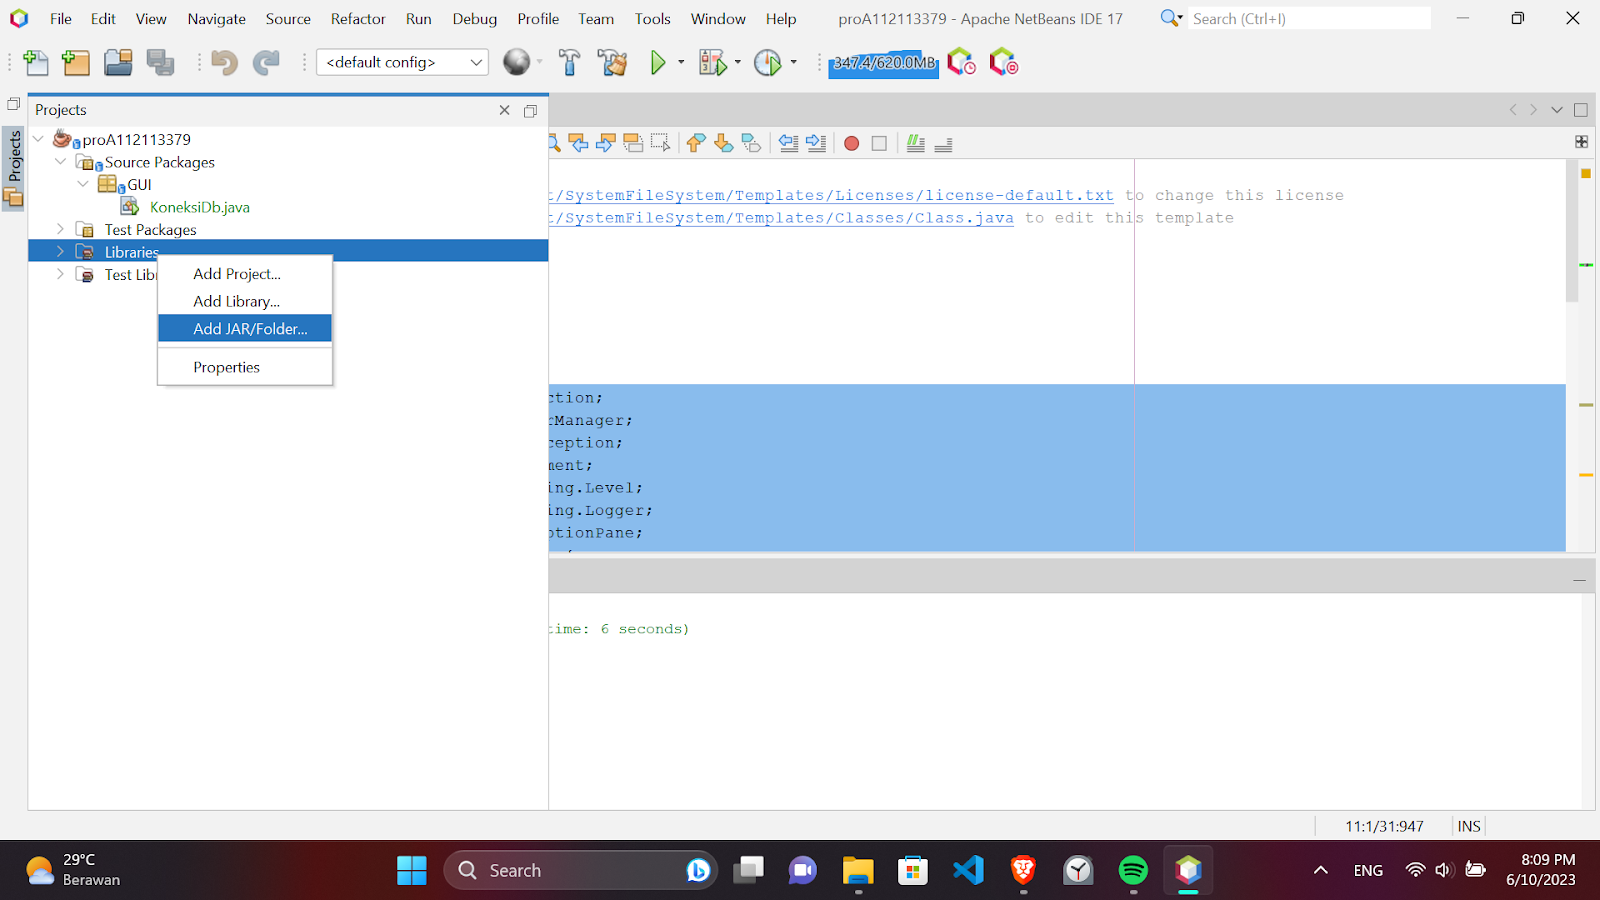 File Edit View Navigate Source Refactor Run Debug Profile Team Tools Window Help proA112113379 - Apache NetBeans IDE 17 Search (Ctrl+I)
<default config> 347.4/620.0MB
Projects
Projects
proA112113379
Source Packages
GUI
KoneksiDb.java
Test Packages
Libraries
Test Libr
Add Project...
Add Library...
Add JAR/Folder...
Properties
t/SystemFileSystem/Templates/Licenses/license-default.txt to change this license
t/SystemFileSystem/Templates/Classes/Class.java to edit this template
ction;
rManager;
ception;
ment;
ing.Level;
ing.Logger;
ptionPane;
time: 6 seconds)
11:1/31:947 INS
29°C
Berawan
Search
ENG
8:09 PM
6/10/2023